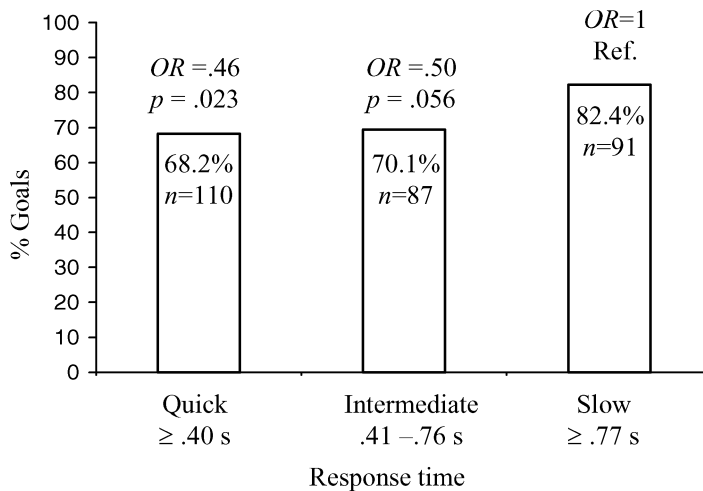 100
90
80
70
60
50
40
30
20
10
0
% Goals
OR =.46
p = .023
68.2%
n=110
OR =.50
p = .056
70.1%
n=87
OR=1
Ref.
82.4%
n=91
Quick
≥ .40 s
Intermediate
.41 –.76 s
Slow
≥ .77 s
Response time